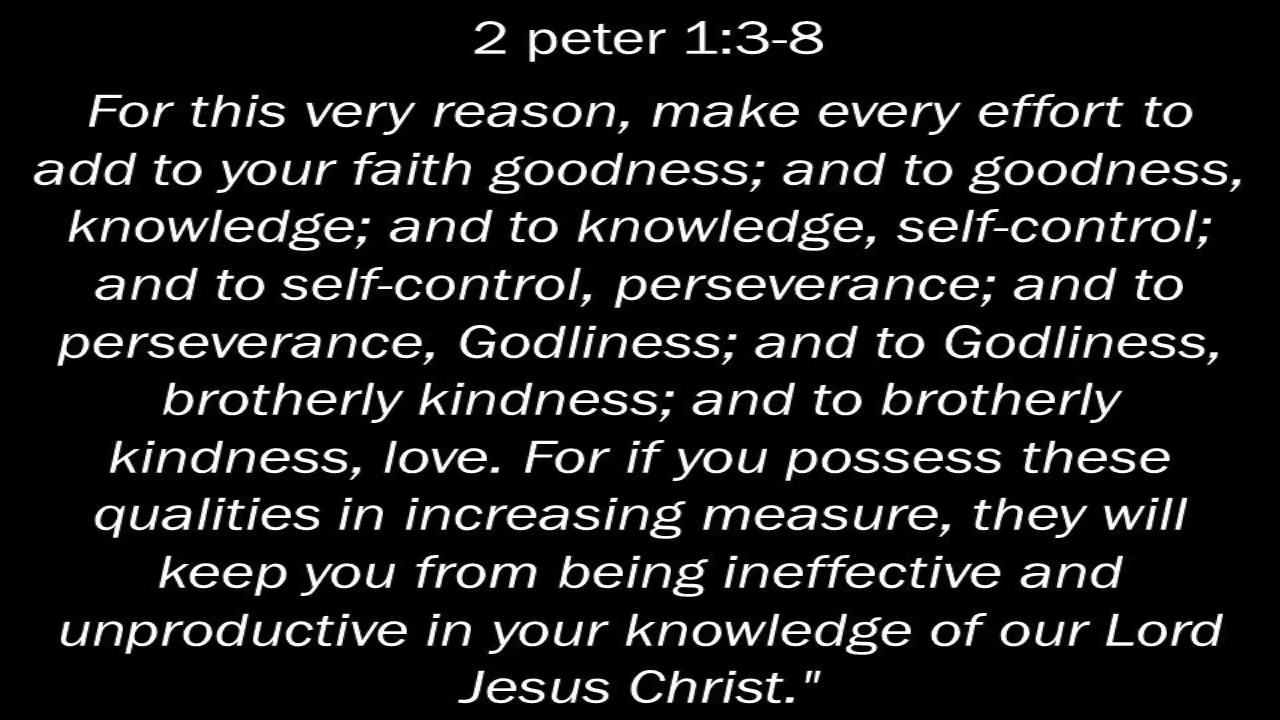 2 peter 1:3-8
For this very reason, make every effort to
add to your faith goodness; and to goodness,
knowledge; and to knowledge, self-control;
and to self-control, perseverance; and to
perseverance, Godliness; and to Godliness,
brotherly kindness; and to brotherly
kindness, love. For if you possess these
qualities in increasing measure, they will
keep you from being ineffective and
unproductive in your knowledge of our Lord
Jesus Christ."